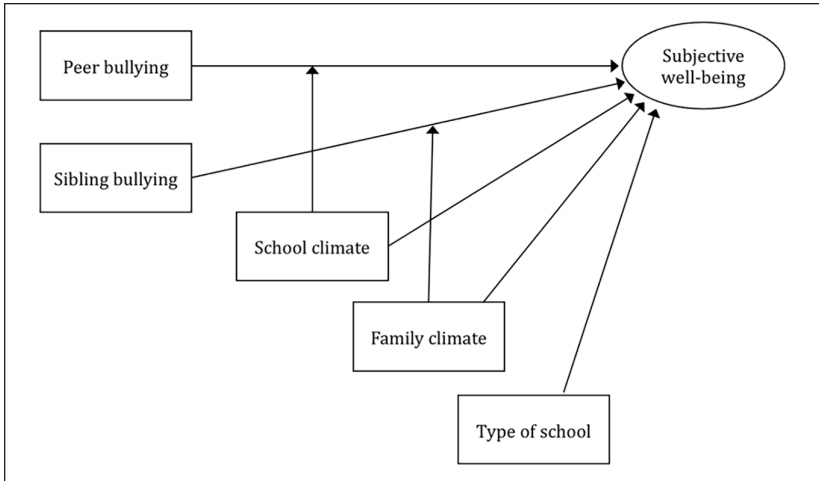 Peer bullying
Subjective
well-being
Sibling bullying
School climate
Family climate
Type of school